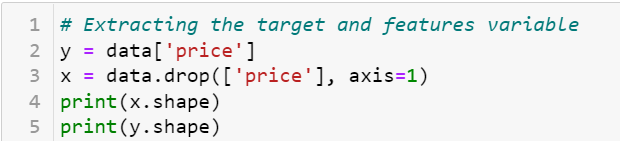 1 # Extracting the target and features variable
2 y = data['price']
3 x = data.drop(['price'], axis=1)
4 print(x.shape)
5 print(y.shape)